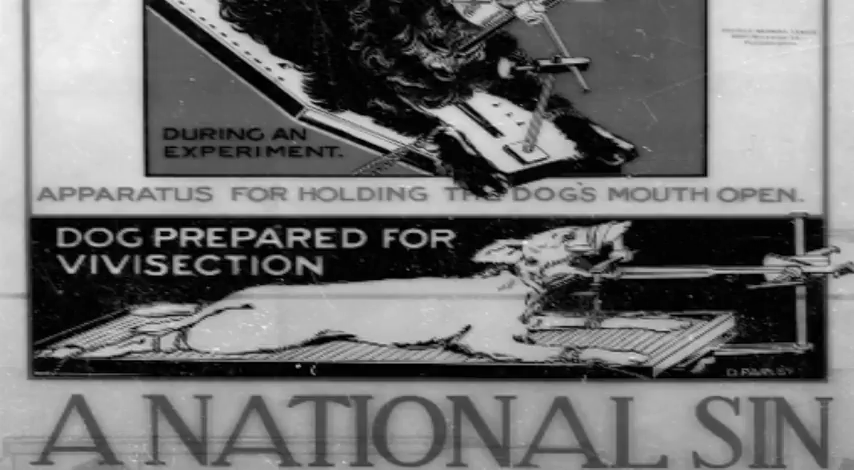 DURING AN
EXPERIMENT.
APPARATUS FOR HOLDING THE DOG'S MOUTH OPEN.
DOG PREPARED FOR
VIVISECTION
A NATIONAL SIN